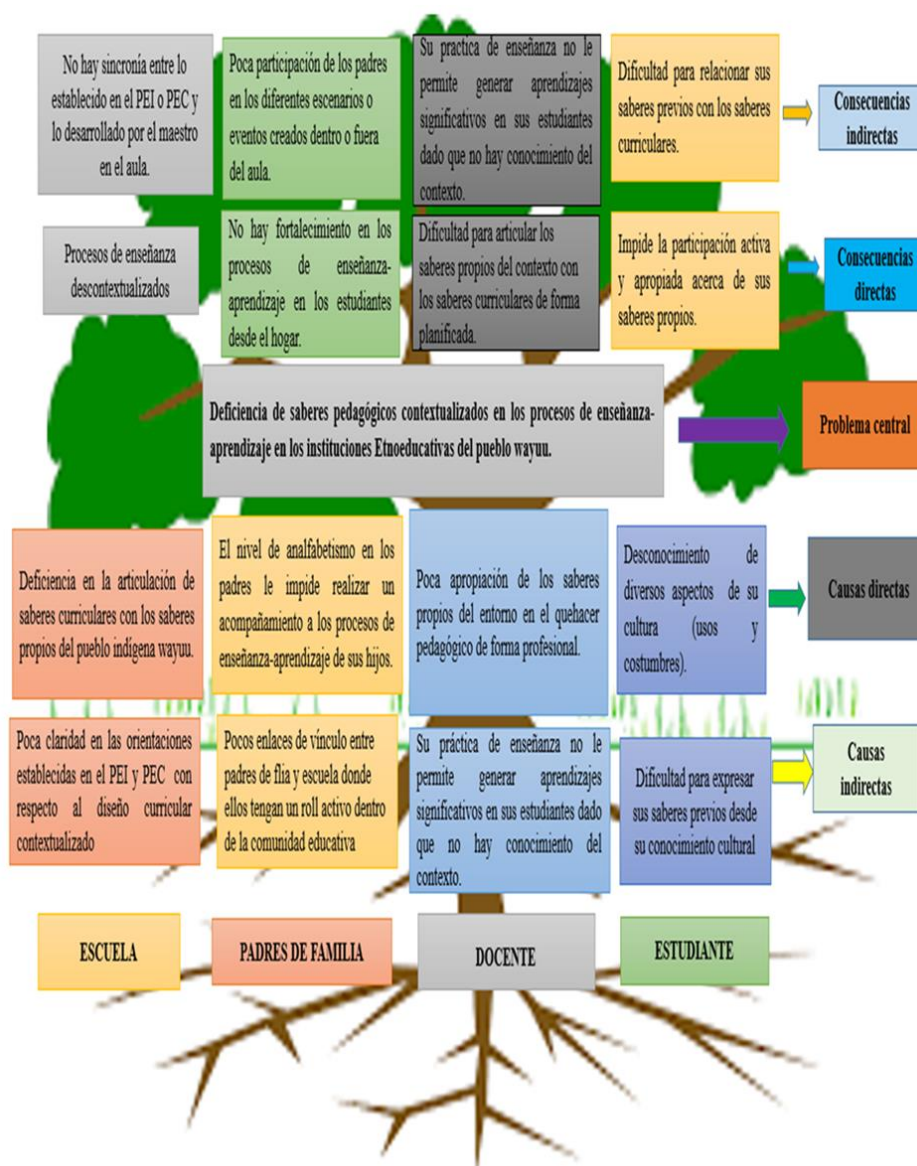 No hay sincronía entre lo
establecido en el PEI o PEC y
lo desarrollado por el maestro
en el aula.
Poca participación de los padres
en los diferentes escenarios o
eventos creados dentro o fuera
del aula.
Su practica de enseñanza no le
permite generar aprendizajes
significativos en sus estudiantes
dado que no hay conocimiento del
contexto.
Dificultad para relacionar sus
saberes previos con los saberes
curriculares.
Consecuencias
indirectas
Procesos de enseñanza
descontextualizados
No hay fortalecimiento en los
procesos de enseñanza-
aprendizaje en los estudiantes
desde el hogar.
Dificultad para articular los
saberes propios del contexto con
los saberes curriculares de forma
planificada.
Impide la participación activa
y apropiada acerca de sus
saberes propios.
Consecuencias
directas
Deficiencia de saberes pedagógicos contextualizados en los procesos de enseñanza-
aprendizaje en los instituciones Etnoeducativas del pueblo wayuu.
Problema central
Deficiencia en la articulación de
saberes curriculares con los saberes
propios del pueblo indígena wayuu.
El nivel de analfabetismo en los
padres le impide realizar un
acompañamiento a los procesos de
enseñanza-aprendizaje de sus hijos.
Poca apropiación de los saberes
propios del entorno en el quehacer
pedagógico de forma profesional.
Desconocimiento de
diversos aspectos de su
cultura (usos y
costumbres).
Causas directas
Poca claridad en las orientaciones
establecidas en el PEI y PEC con
respecto al diseño curricular
contextualizado
Pocos enlaces de vínculo entre
padres de flia y escuela donde
ellos tengan un roll activo dentro
de la comunidad educativa
Su práctica de enseñanza no le
permite generar aprendizajes
significativos en sus estudiantes dado
que no hay conocimiento del
contexto.
Dificultad para expresar
sus saberes previos desde
su conocimiento cultural
Causas
indirectas
ESCUELA
PADRES DE FAMILIA
DOCENTE
ESTUDIANTE